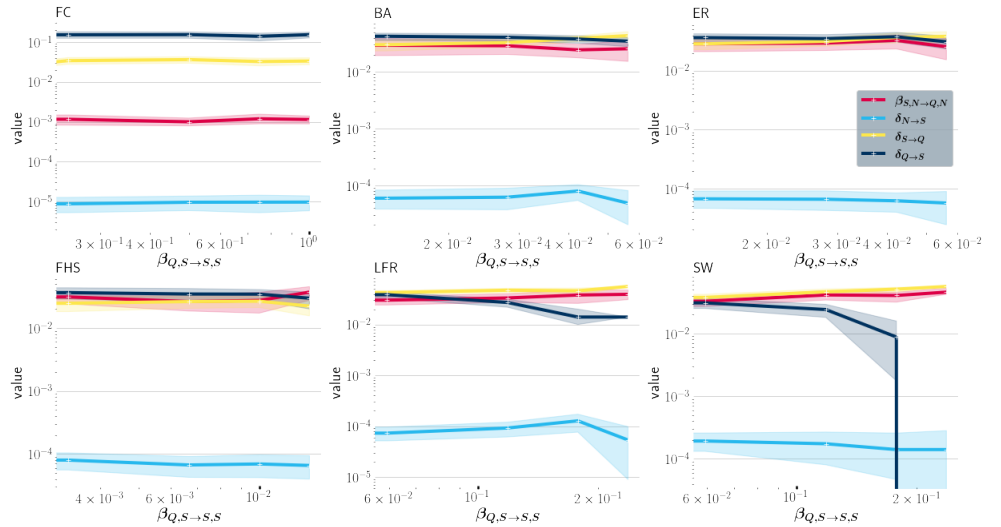 FC
value
10⁻¹
10⁻²
10⁻³
10⁻⁴
10⁻⁵
3 × 10⁻¹ 4 × 10⁻¹ 6 × 10⁻¹ 10⁰
β_{Q,S→S,S}
BA
value
10⁻²
10⁻³
10⁻⁴
2 × 10⁻² 3 × 10⁻² 4 × 10⁻² 6 × 10⁻²
β_{Q,S→S,S}
ER
value
10⁻²
10⁻³
10⁻⁴
2 × 10⁻² 3 × 10⁻² 4 × 10⁻² 6 × 10⁻²
β_{Q,S→S,S}
β_{S,N→Q,N}
δ_{N→S}
δ_{S→Q}
δ_{Q→S}
FHS
value
10⁻²
10⁻³
10⁻⁴
4 × 10⁻³ 6 × 10⁻³ 10⁻²
β_{Q,S→S,S}
LFR
value
10⁻²
10⁻³
10⁻⁴
10⁻⁵
6 × 10⁻² 10⁻¹ 2 × 10⁻¹
β_{Q,S→S,S}
SW
value
10⁻²
10⁻³
10⁻⁴
6 × 10⁻² 10⁻¹ 2 × 10⁻¹
β_{Q,S→S,S}